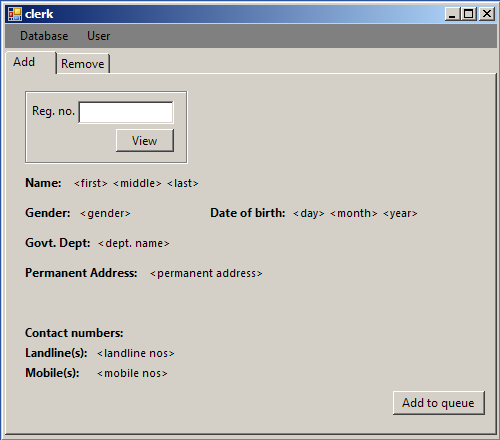 clerk
Database User
Add Remove
Reg. no.
View
Name: <first> <middle> <last>
Gender: <gender> Date of birth: <day> <month> <year>
Govt. Dept: <dept. name>
Permanent Address: <permanent address>
Contact numbers:
Landline(s): <landline nos>
Mobile(s): <mobile nos>
Add to queue